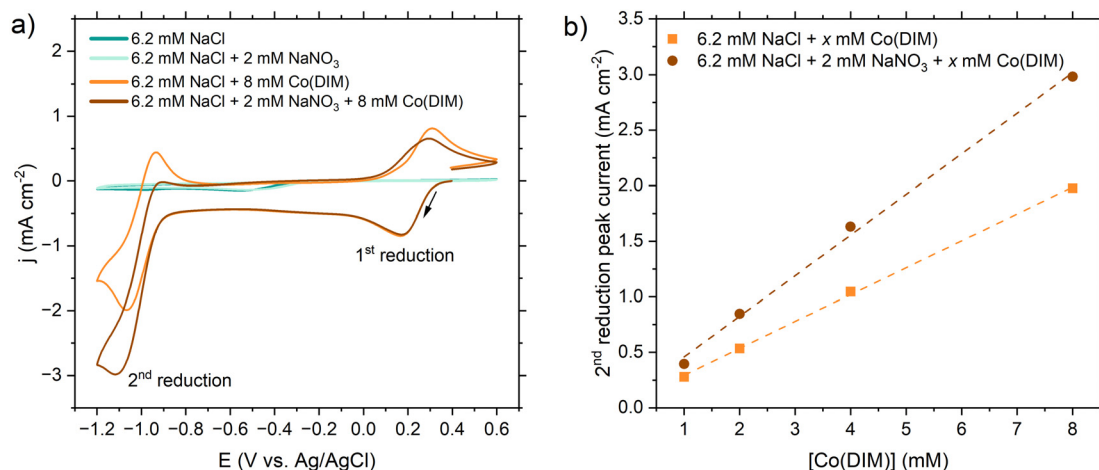 a)
6.2 mM NaCl
6.2 mM NaCl + 2 mM NaNO₃
6.2 mM NaCl + 8 mM Co(DIM)
6.2 mM NaCl + 2 mM NaNO₃ + 8 mM Co(DIM)
j (mA cm⁻²)
2
1
0
−1
−2
−3
1ˢᵗ reduction
2ⁿᵈ reduction
−1.2 −1.0 −0.8 −0.6 −0.4 −0.2 0.0 0.2 0.4 0.6
E (V vs. Ag/AgCl)
b)
6.2 mM NaCl + x mM Co(DIM)
6.2 mM NaCl + 2 mM NaNO₃ + x mM Co(DIM)
2ⁿᵈ reduction peak current (mA cm⁻²)
3.5
3.0
2.5
2.0
1.5
1.0
0.5
0.0
1 2 3 4 5 6 7 8
[Co(DIM)] (mM)